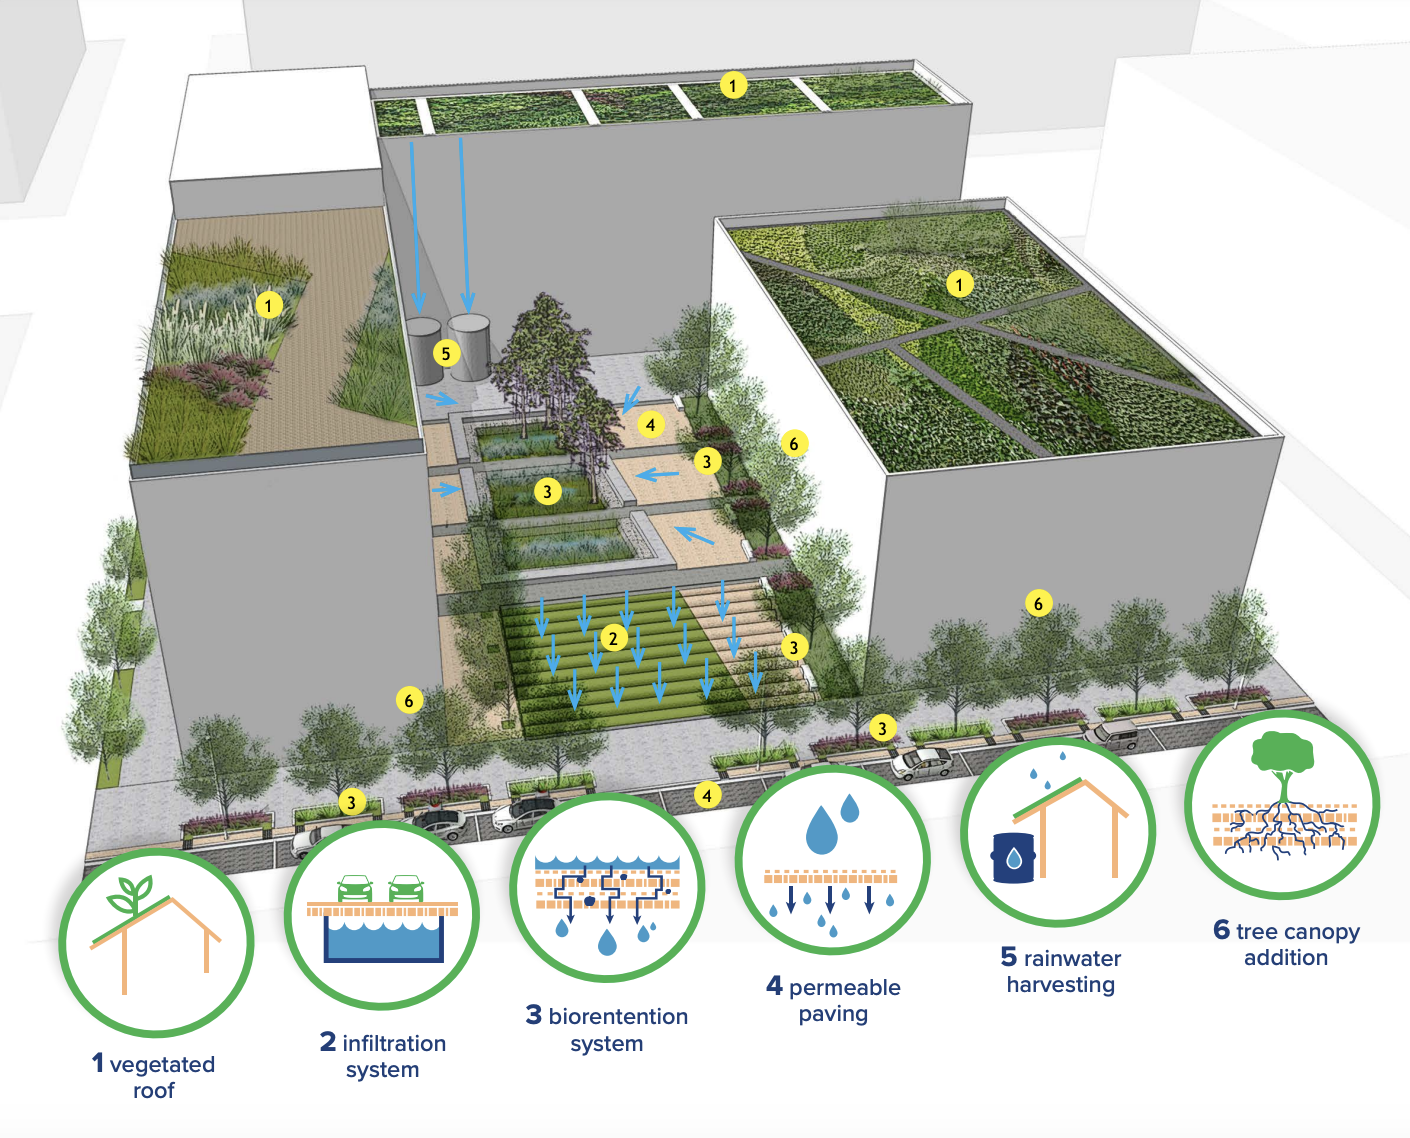 1
1
1
5
4
6
3
3
6
2
3
6
3
4
3
1 vegetated
roof
2 infiltration
system
3 biorentention
system
4 permeable
paving
5 rainwater
harvesting
6 tree canopy
addition